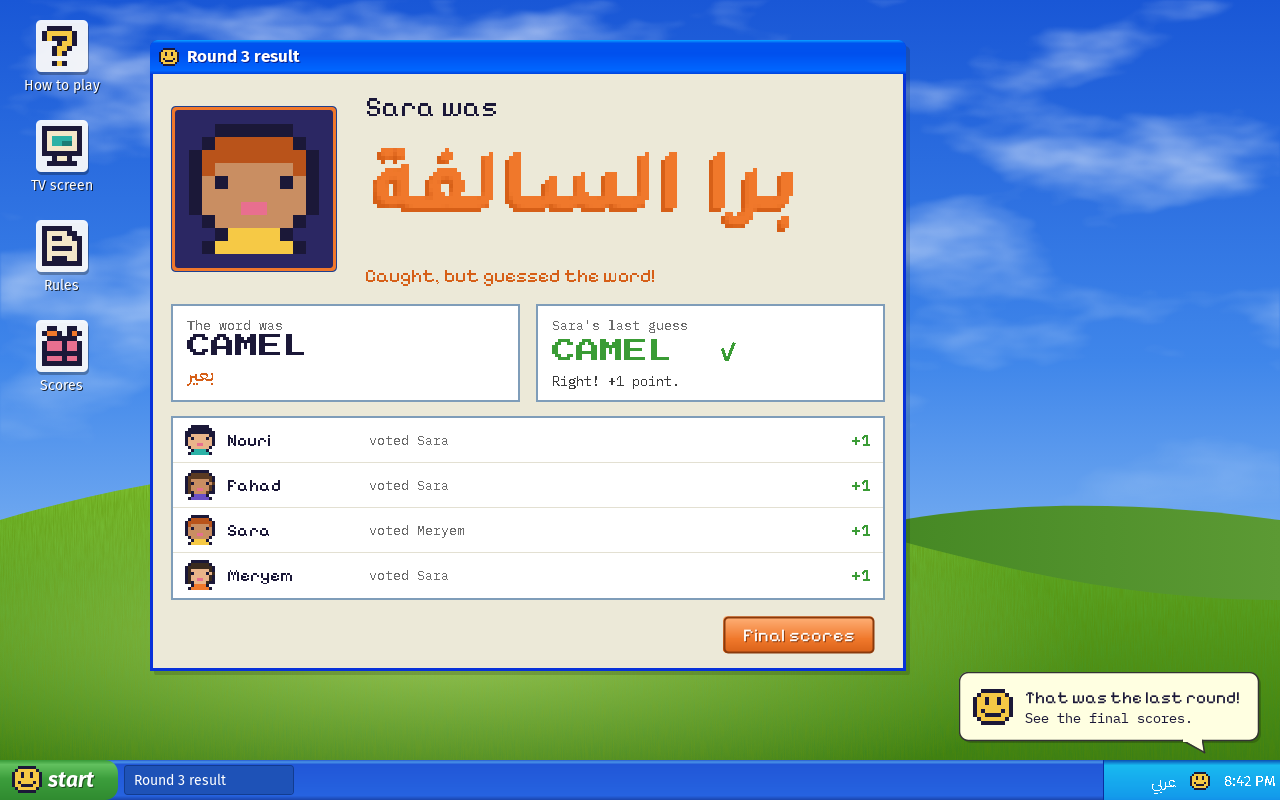 How to play
TV screen
Rules
Scores
Round 3 result
Sara was
برا السالفة
Caught, but guessed the word!
The word was
CAMEL
بعير
Sara's last guess
CAMEL ✓
Right! +1 point.
Nouri voted Sara +1
Fahad voted Sara +1
Sara voted Meryem +1
Meryem voted Sara +1
Final scores
That was the last round!
See the final scores.
start
Round 3 result
عربي
8:42 PM